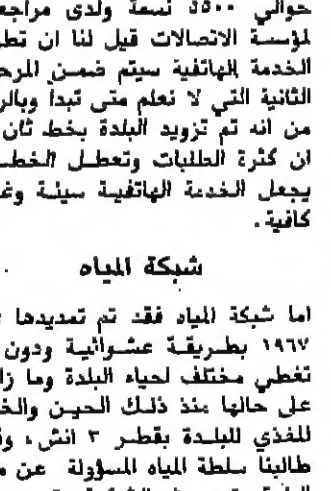 حوالي ٥٥٠٠ نسمة ولدى مراجع
لمؤسسة الاتصالات قيل لنا ان تط
الخدمة الهاتفية سيتم ضمن المرح
الثانية التي لا نعلم متى تبدأ وبالر
من انه تم تزويد البلدة بخط ثان
ان كثرة الطلبات وتعطل الخط
يجعل الخدمة الهاتفية سيئة وغ
كافية .
شبكة المياه
اما شبكة المياه فقد تم تمديدها
١٩٦٧ بطريقة عشوائية ودون
تغطي مختلف احياء البلدة وما زا
على حالها منذ ذلك الحين والخ
المغذي للبلدة بقطر ٣ انش، وق
طالبنا سلطة المياه المسؤولة عن م